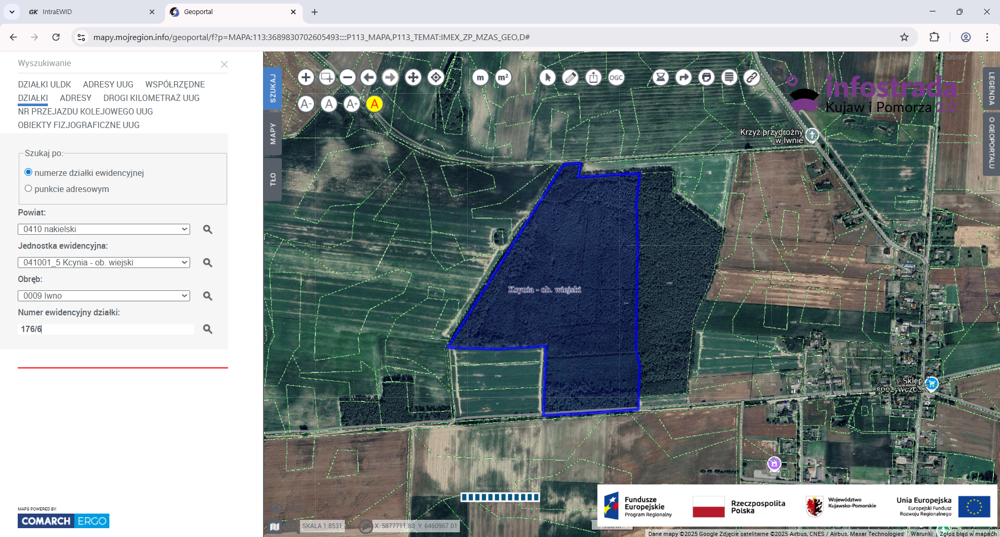 GK IntraEWID
Geoportal
mapy.mojregion.info/geoportal/f?p=MAPA:113:3689830702605493::::P113_MAPA,P113_TEMAT:IMEX_ZP_MZAS_GEO,D#
Wyszukiwanie
DZIAŁKI ULDK ADRESY UUG WSPÓŁRZĘDNE
DZIAŁKI ADRESY DROGI KILOMETRAŻ UUG
NR PRZEJAZDU KOLEJOWEGO UUG
OBIEKTY FIZJOGRAFICZNE UUG
Szukaj po:
numerze działki ewidencyjnej
punkcie adresowym
Powiat:
0410 nakielski
Jednostka ewidencyjna:
041001_5 Kcynia - ob. wiejski
Obręb:
0009 Iwno
Numer ewidencyjny działki:
176/6
MAPS POWERED BY:
COMARCH ERGO
SZUKAJ
MAPY
TŁO
m m² OGC
A- A A+ A
Zaloguj
infostrada
Kujaw i Pomorza 2.0
LEGENDA
O GEOPORTALU
Krzyż przydrożny
w Iwnie
Kcynia - ob. wiejski
Sklep
spożywczo...
SKALA 1:8531
X: 5877711.83 Y: 6460967.01
Fundusze
Europejskie
Program Regionalny
Rzeczpospolita
Polska
Województwo
Kujawsko-Pomorskie
Unia Europejska
Europejski Fundusz
Rozwoju Regionalnego
Dane mapy ©2025 Google Zdjęcie satelitarne ©2025 Airbus, CNES / Airbus, Maxar Technologies
Warunki
Zgłoś błąd w mapach